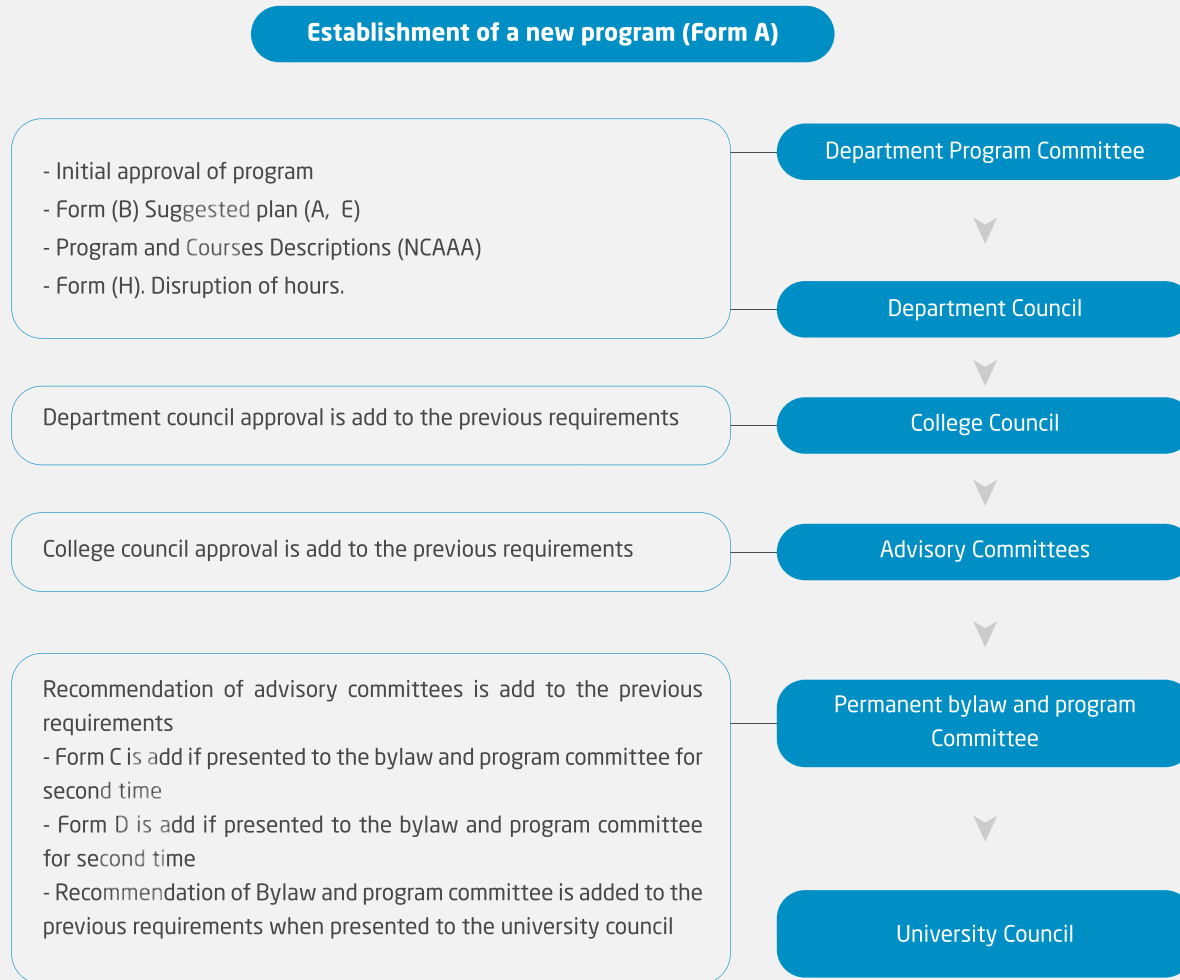 Establishment of a new program (Form A)
- Initial approval of program
- Form (B) Suggested plan (A, E)
- Program and Courses Descriptions (NCAAA)
- Form (H). Disruption of hours.
Department Program Committee
Department Council
Department council approval is add to the previous requirements
College Council
College council approval is add to the previous requirements
Advisory Committees
Recommendation of advisory committees is add to the previous
requirements
- Form C is add if presented to the bylaw and program committee for
second time
- Form D is add if presented to the bylaw and program committee
for second time
- Recommendation of Bylaw and program committee is added to the
previous requirements when presented to the university council
Permanent bylaw and program
Committee
University Council